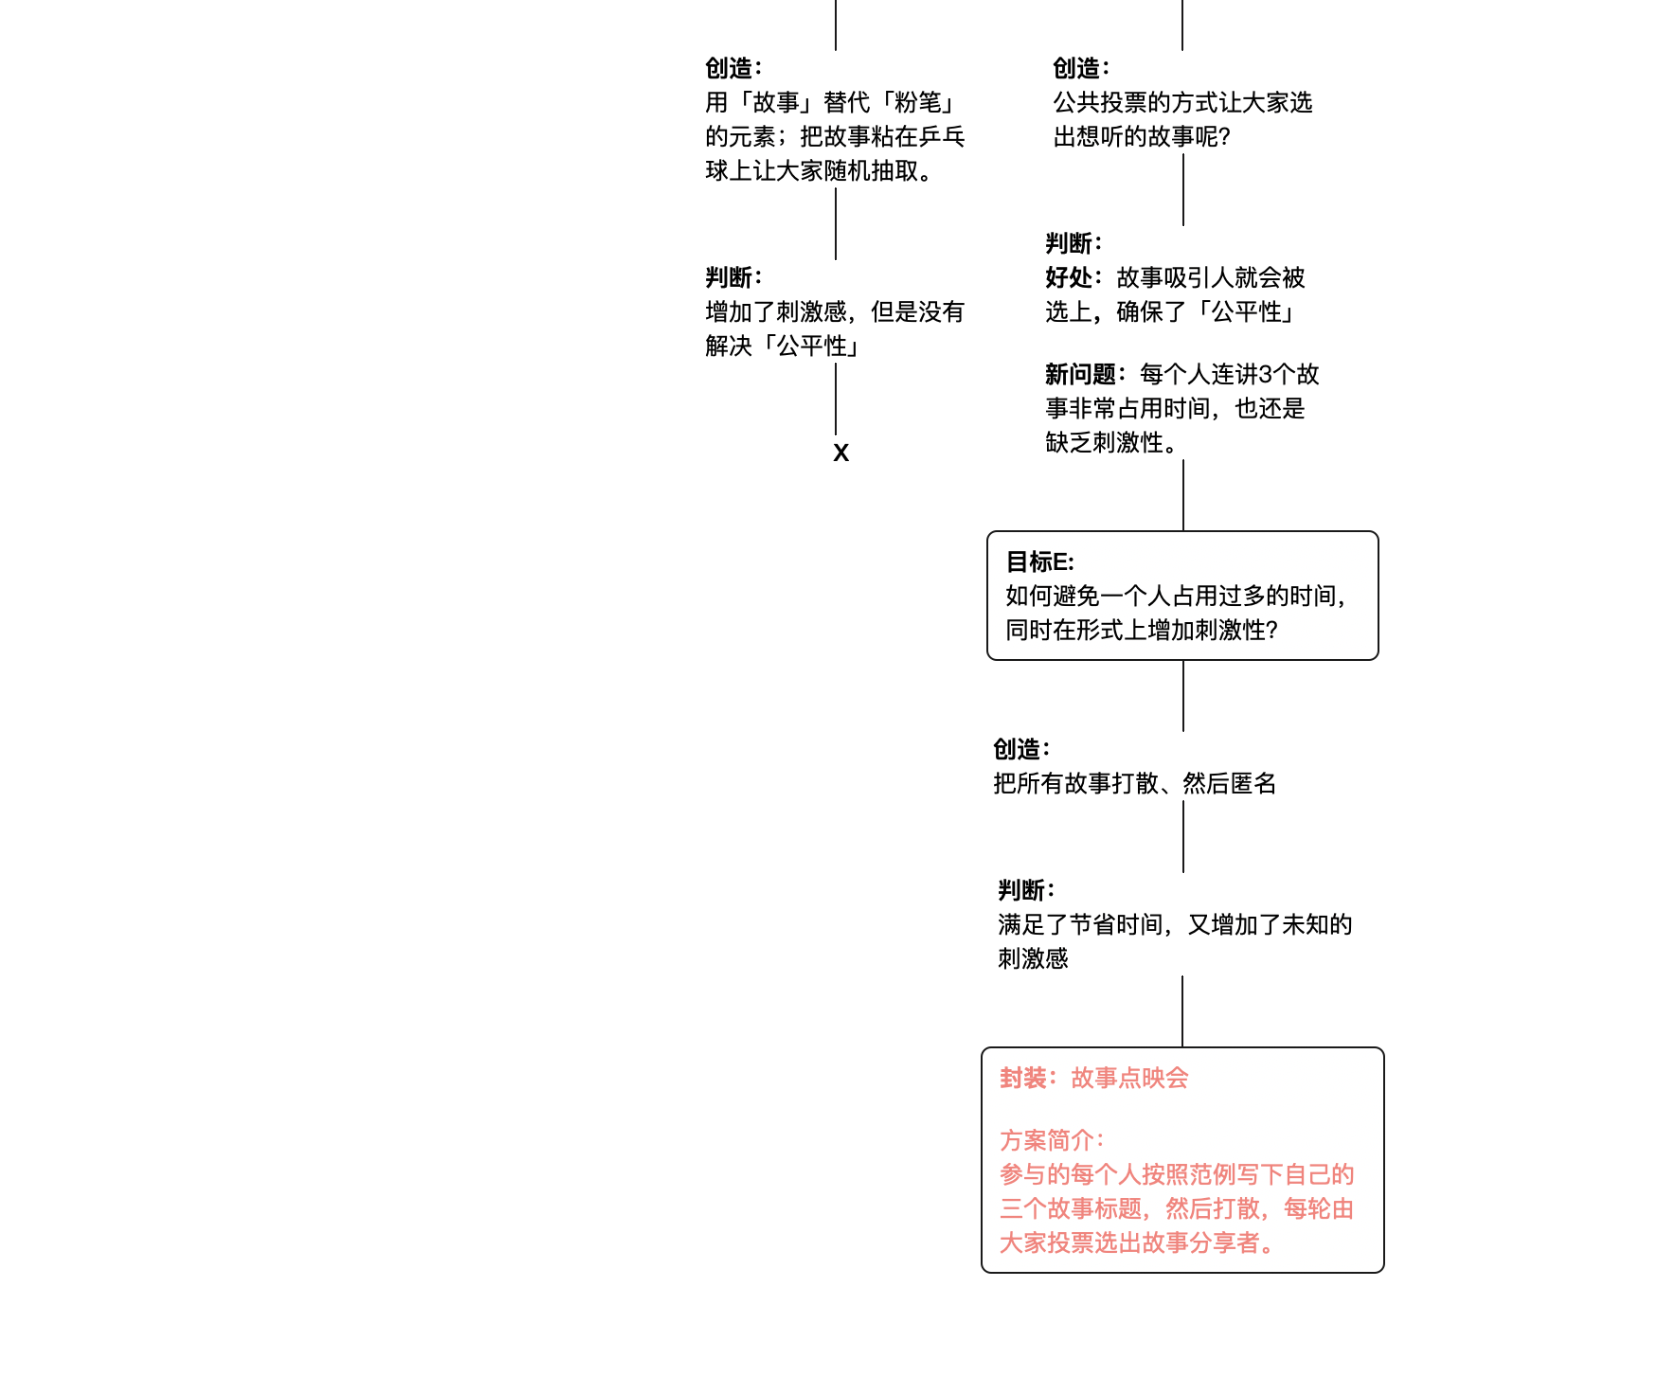 创造：
用「故事」替代「粉笔」
的元素；把故事粘在乒乓
球上让大家随机抽取。
判断：
增加了刺激感，但是没有
解决「公平性」
X
创造：
公共投票的方式让大家选
出想听的故事呢？
判断：
好处：故事吸引人就会被
选上，确保了「公平性」
新问题：每个人连讲3个故
事非常占用时间，也还是
缺乏刺激性。
目标E:
如何避免一个人占用过多的时间，
同时在形式上增加刺激性？
创造：
把所有故事打散、然后匿名
判断：
满足了节省时间，又增加了未知的
刺激感
封装：故事点映会
方案简介：
参与的每个人按照范例写下自己的
三个故事标题，然后打散，每轮由
大家投票选出故事分享者。